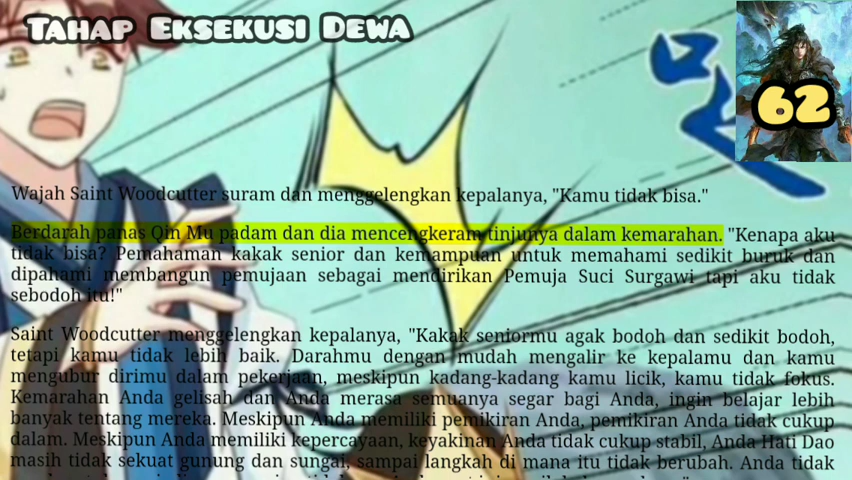 Tahap Eksekusi Dewa
62
Wajah Saint Woodcutter suram dan menggelengkan kepalanya, "Kamu tidak bisa."
Berdarah panas Qin Mu padam dan dia mencengkeram tinjunya dalam kemarahan. "Kenapa aku
tidak bisa? Pemahaman kakak senior dan kemampuan untuk memahami sedikit buruk dan
dipahami membangun pemujaan sebagai mendirikan Pemuja Suci Surgawi tapi aku tidak
sebodoh itu!"
Saint Woodcutter menggelengkan kepalanya, "Kakak seniormu agak bodoh dan sedikit bodoh,
tetapi kamu tidak lebih baik. Darahmu dengan mudah mengalir ke kepalamu dan kamu
mengubur dirimu dalam pekerjaan, meskipun kadang-kadang kamu licik, kamu tidak fokus.
Kemarahan Anda gelisah dan Anda merasa semuanya segar bagi Anda, ingin belajar lebih
banyak tentang mereka. Meskipun Anda memiliki pemikiran Anda, pemikiran Anda tidak cukup
dalam. Meskipun Anda memiliki kepercayaan, keyakinan Anda tidak cukup stabil, Anda Hati Dao
masih tidak sekuat gunung dan sungai, sampai langkah di mana itu tidak berubah. Anda tidak